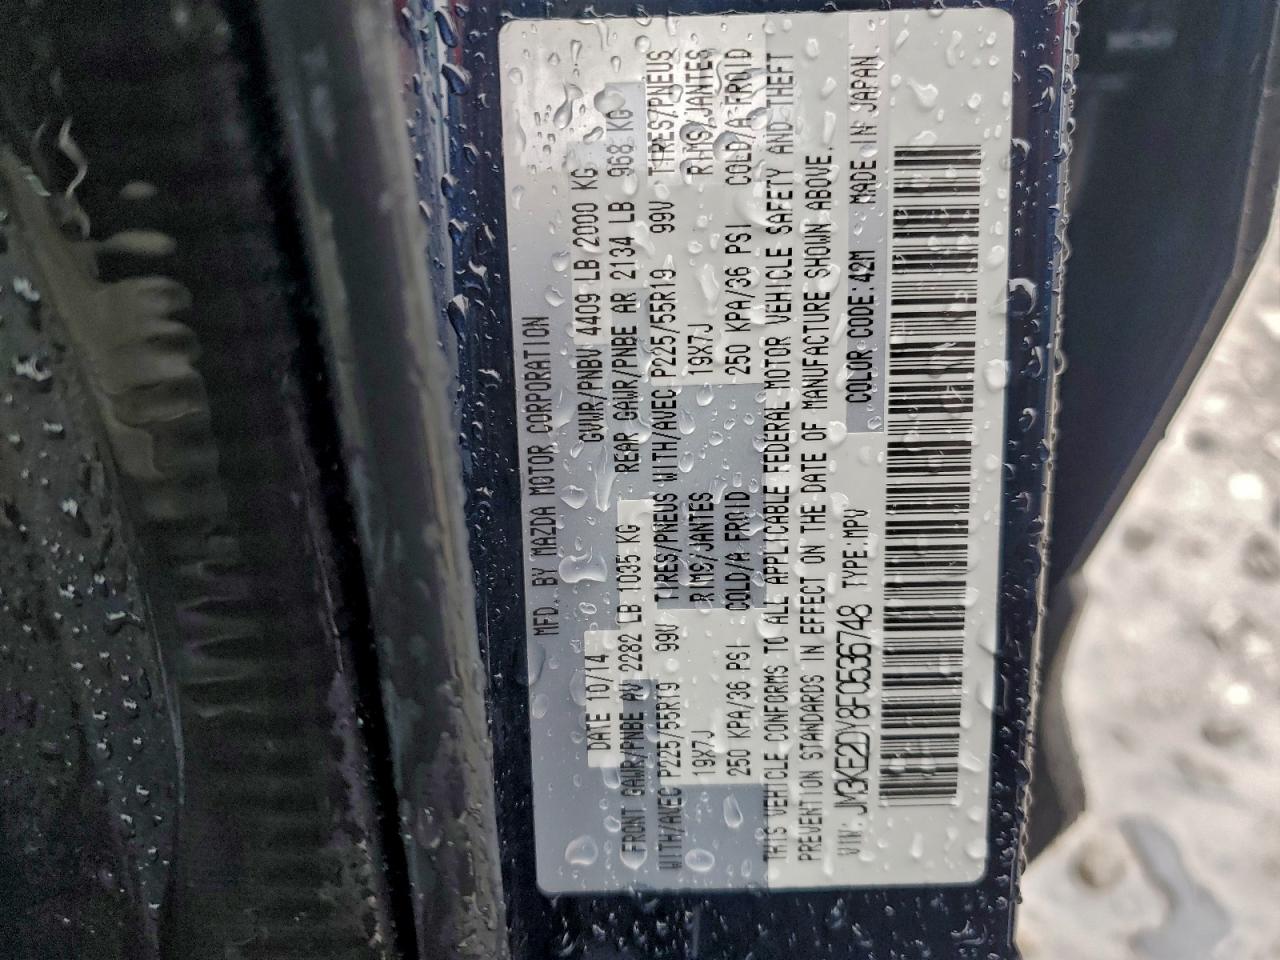 MFD. BY MAZDA MOTOR CORPORATION
DATE 10/14 GVWR/PNBV 4409 LB 2000 KG
FRONT GAWR/PNBE AV 2282 LB 1035 KG REAR GAWR/PNBE AR 2134 LB 968 KG
WITH/AVEC P225/55R19 99V TIRES/PNEUS WITH/AVEC P225/55R19 99V TIRES/PNEUS
19X7J RIMS/JANTES 19X7J RIMS/JANTES
250 KPA/36 PSI COLD/A FROID 250 KPA/36 PSI COLD/A FROID
THIS VEHICLE CONFORMS TO ALL APPLICABLE FEDERAL MOTOR VEHICLE SAFETY AND THEFT
PREVENTION STANDARDS IN EFFECT ON THE DATE OF MANUFACTURE SHOWN ABOVE.
VIN: JM3KE2DY8F0536748 TYPE:MPV COLOR CODE:42M MADE IN JAPAN